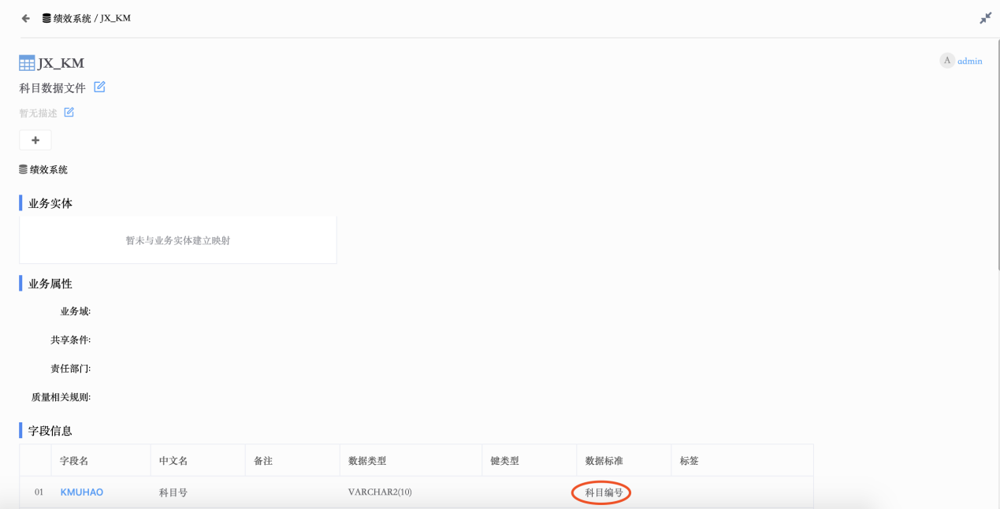 绩效系统 / JX_KM
JX_KM
A admin
科目数据文件
暂无描述
+
绩效系统
业务实体
暂未与业务实体建立映射
业务属性
业务域:
共享条件:
责任部门:
质量相关规则:
字段信息
字段名 中文名 备注 数据类型 键类型 数据标准 标签
01 KMUHAO 科目号 VARCHAR2(10) 科目编号